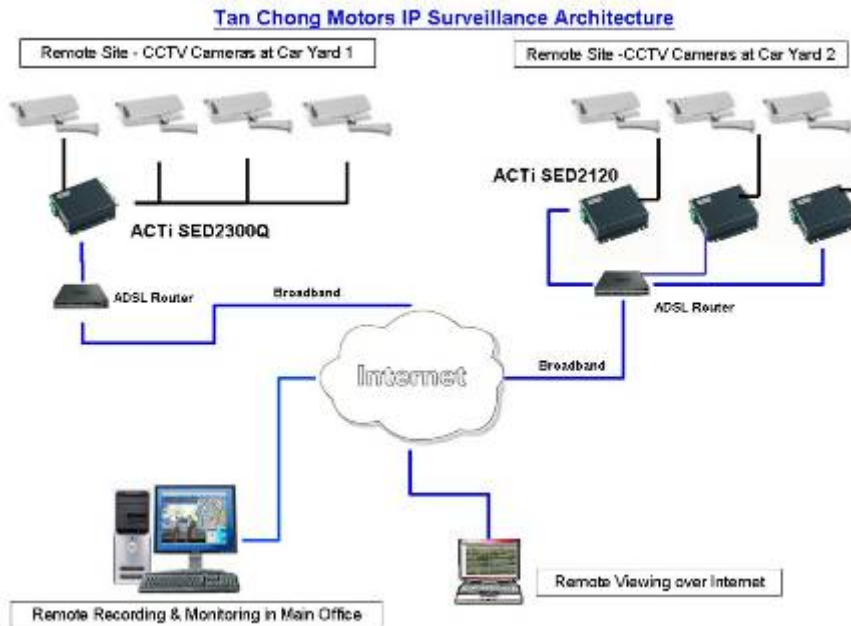 Tan Chong Motors IP Surveillance Architecture
Remote Site - CCTV Cameras at Car Yard 1
Remote Site -CCTV Cameras at Car Yard 2
ACTi SED2120
ACTi SED2300Q
ADSL Router
Broadband
ADSL Router
Internet
Broadband
Remote Viewing over Internet
Remote Recording & Monitoring in Main Office